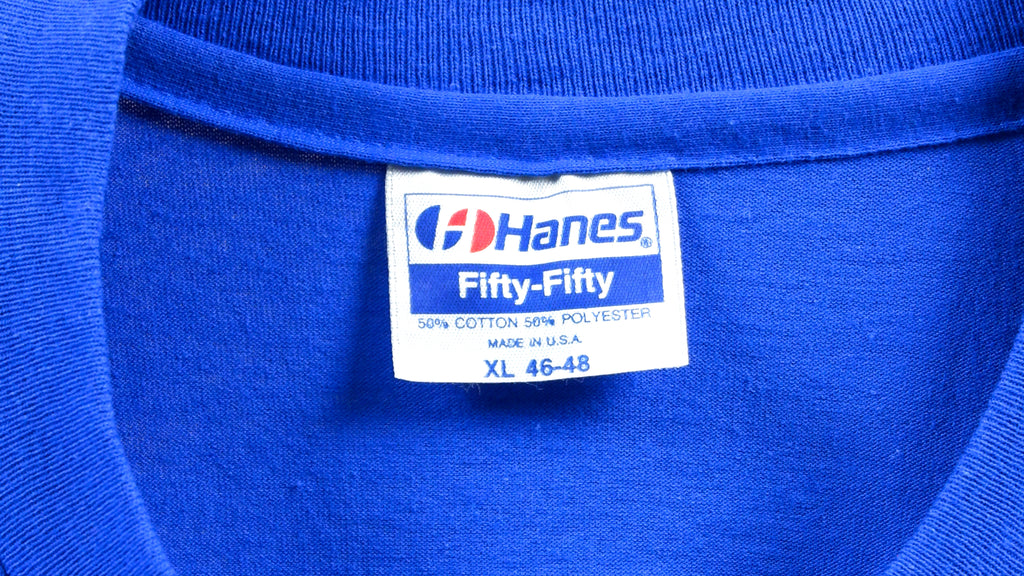 Hanes®
Fifty-Fifty
50% COTTON 50% POLYESTER
MADE IN U.S.A.
XL 46-48